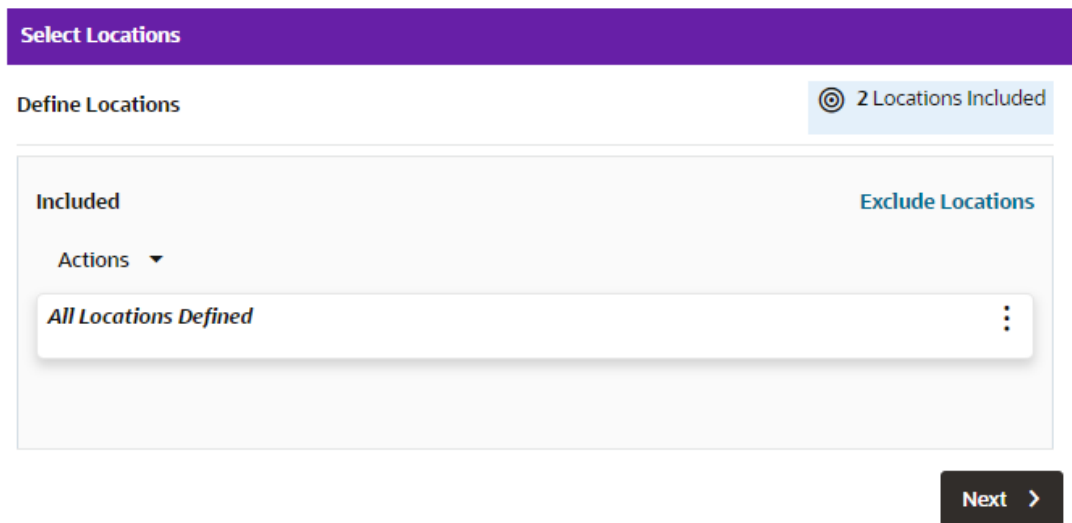 Select Locations
Define Locations
2 Locations Included
Included
Exclude Locations
Actions
All Locations Defined
Next